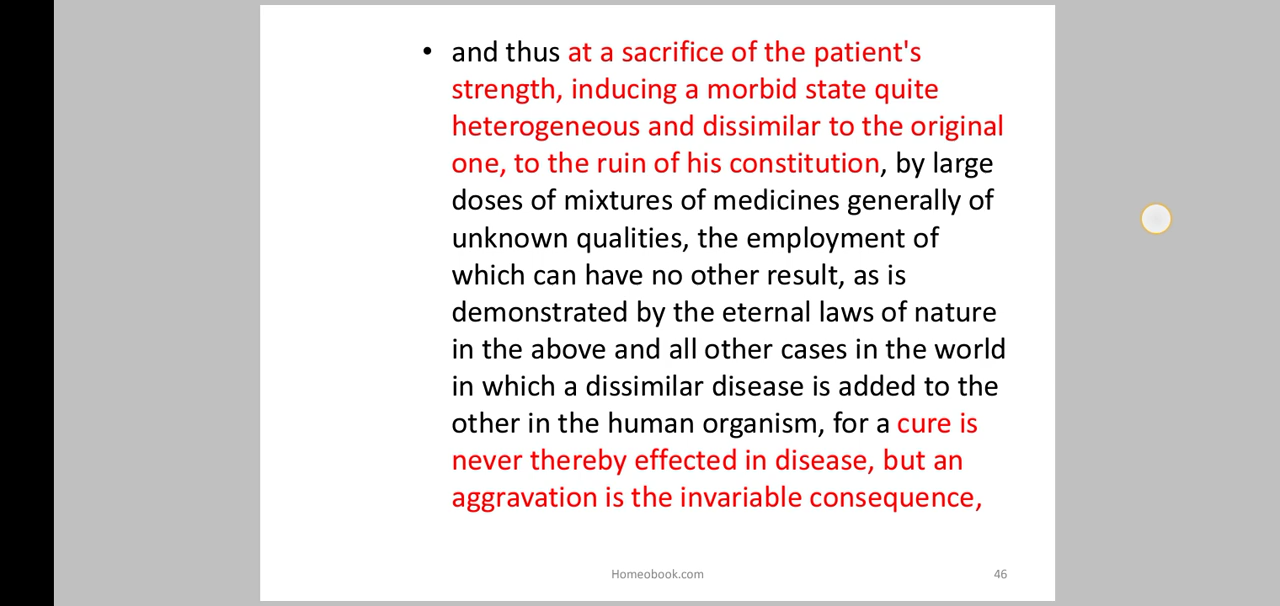 • and thus at a sacrifice of the patient's
strength, inducing a morbid state quite
heterogeneous and dissimilar to the original
one, to the ruin of his constitution, by large
doses of mixtures of medicines generally of
unknown qualities, the employment of
which can have no other result, as is
demonstrated by the eternal laws of nature
in the above and all other cases in the world
in which a dissimilar disease is added to the
other in the human organism, for a cure is
never thereby effected in disease, but an
aggravation is the invariable consequence,
Homeobook.com 46